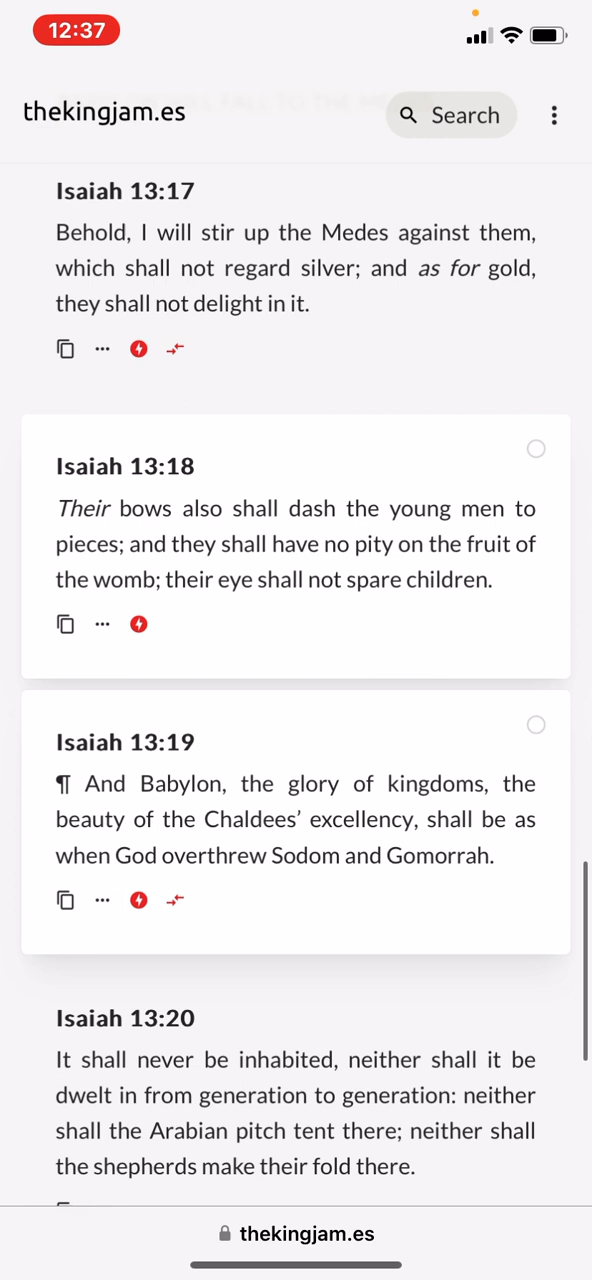 12:37
thekingjam.es
Search
Isaiah 13:17
Behold, I will stir up the Medes against them,
which shall not regard silver; and as for gold,
they shall not delight in it.
Isaiah 13:18
Their bows also shall dash the young men to
pieces; and they shall have no pity on the fruit of
the womb; their eye shall not spare children.
Isaiah 13:19
¶ And Babylon, the glory of kingdoms, the
beauty of the Chaldees’ excellency, shall be as
when God overthrew Sodom and Gomorrah.
Isaiah 13:20
It shall never be inhabited, neither shall it be
dwelt in from generation to generation: neither
shall the Arabian pitch tent there; neither shall
the shepherds make their fold there.
thekingjam.es